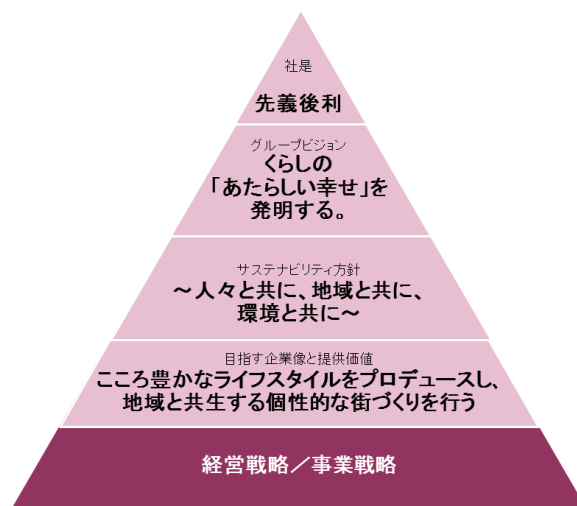 社是
先義後利
グループビジョン
くらしの
「あたらしい幸せ」を
発明する。
サステナビリティ方針
～人々と共に、地域と共に、
環境と共に～
目指す企業像と提供価値
こころ豊かなライフスタイルをプロデュースし、
地域と共生する個性的な街づくりを行う
経営戦略／事業戦略